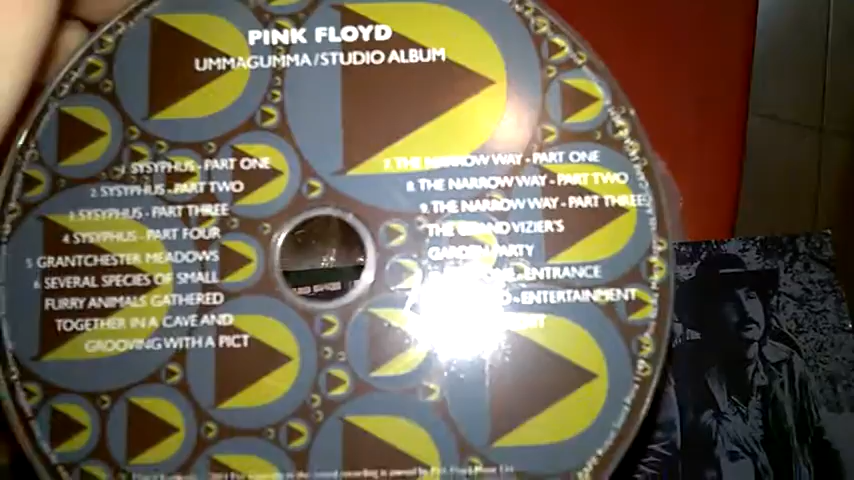 PINK FLOYD
UMMAGUMMA/STUDIO ALBUM
1. SYSYPHUS - PART ONE
2. SYSYPHUS - PART TWO
3. SYSYPHUS - PART THREE
4. SYSYPHUS - PART FOUR
5. GRANTCHESTER MEADOWS
6. SEVERAL SPECIES OF SMALL
FURRY ANIMALS GATHERED
TOGETHER IN A CAVE AND
GROOVING WITH A PICT
7. THE NARROW WAY - PART ONE
8. THE NARROW WAY - PART TWO
9. THE NARROW WAY - PART THREE
THE GRAND VIZIER'S
GARDEN PARTY
- ENTRANCE
- ENTERTAINMENT